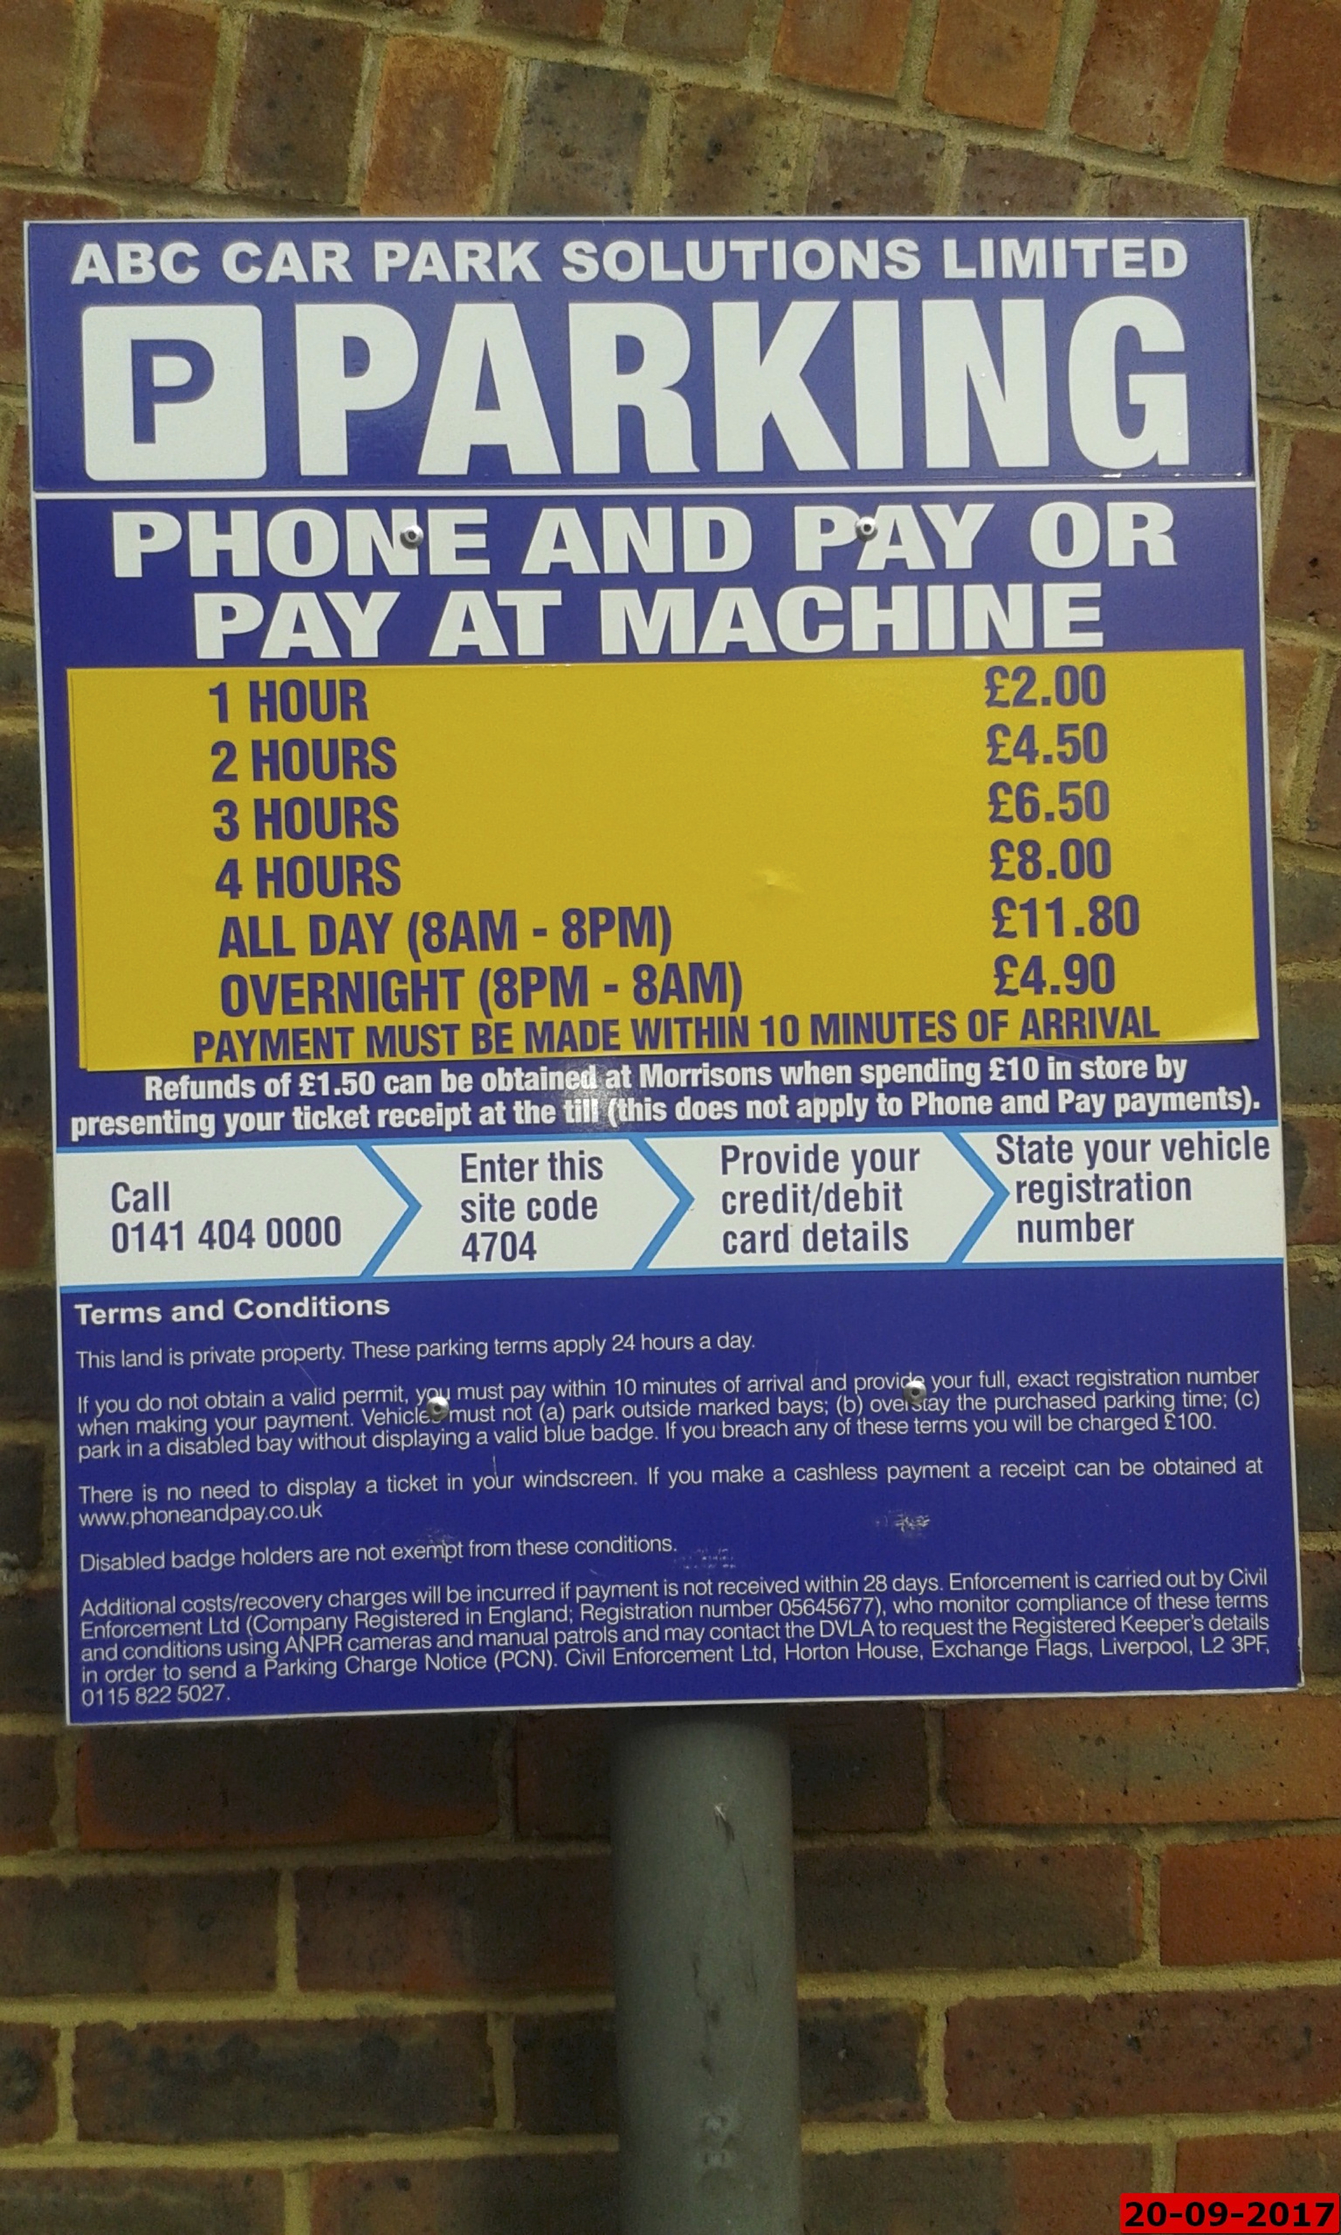 ABC CAR PARK SOLUTIONS LIMITED
P PARKING
PHONE AND PAY OR
PAY AT MACHINE
1 HOUR £2.00
2 HOURS £4.50
3 HOURS £6.50
4 HOURS £8.00
ALL DAY (8AM - 8PM) £11.80
OVERNIGHT (8PM - 8AM) £4.90
PAYMENT MUST BE MADE WITHIN 10 MINUTES OF ARRIVAL
Refunds of £1.50 can be obtained at Morrisons when spending £10 in store by
presenting your ticket receipt at the till (this does not apply to Phone and Pay payments).
Call
0141 404 0000
Enter this
site code
4704
Provide your
credit/debit
card details
State your vehicle
registration
number
Terms and Conditions
This land is private property. These parking terms apply 24 hours a day.
If you do not obtain a valid permit, you must pay within 10 minutes of arrival and provide your full, exact registration number
when making your payment. Vehicles must not (a) park outside marked bays; (b) overstay the purchased parking time; (c)
park in a disabled bay without displaying a valid blue badge. If you breach any of these terms you will be charged £100.
There is no need to display a ticket in your windscreen. If you make a cashless payment a receipt can be obtained at
www.phoneandpay.co.uk
Disabled badge holders are not exempt from these conditions.
Additional costs/recovery charges will be incurred if payment is not received within 28 days. Enforcement is carried out by Civil
Enforcement Ltd (Company Registered in England; Registration number 05645677), who monitor compliance of these terms
and conditions using ANPR cameras and manual patrols and may contact the DVLA to request the Registered Keeper's details
in order to send a Parking Charge Notice (PCN). Civil Enforcement Ltd, Horton House, Exchange Flags, Liverpool, L2 3PF,
0115 822 5027.
20-09-2017